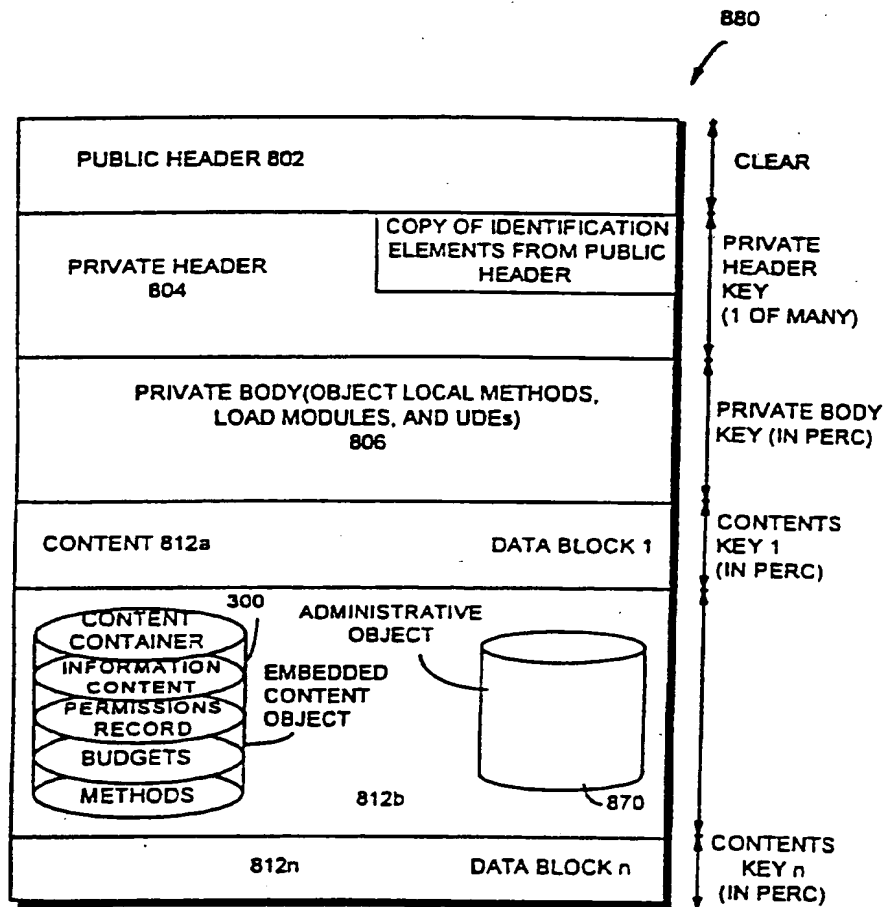 880
PUBLIC HEADER 802
CLEAR
COPY OF IDENTIFICATION
ELEMENTS FROM PUBLIC
HEADER
PRIVATE HEADER
804
PRIVATE
HEADER
KEY
(1 OF MANY)
PRIVATE BODY(OBJECT LOCAL METHODS,
LOAD MODULES, AND UDEs)
806
PRIVATE BODY
KEY (IN PERC)
CONTENT 812a
DATA BLOCK 1
CONTENTS
KEY 1
(IN PERC)
300
CONTENT
CONTAINER
INFORMATION
CONTENT
PERMISSIONS
RECORD
BUDGETS
METHODS
EMBEDDED
CONTENT
OBJECT
ADMINISTRATIVE
OBJECT
812b
870
812n
DATA BLOCK n
CONTENTS
KEY n
(IN PERC)